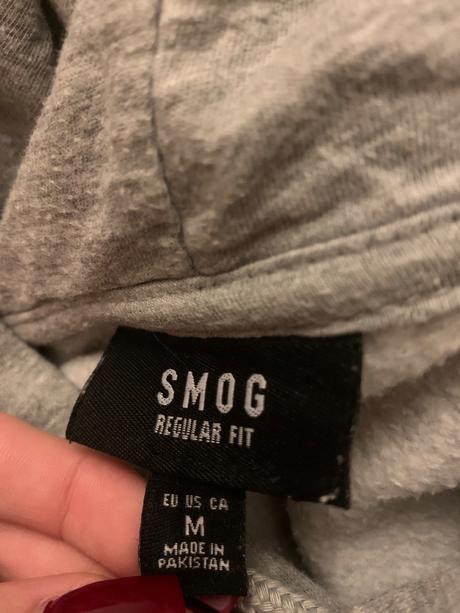 SMOG
REGULAR FIT
EU US CA
M
MADE IN
PAKISTAN